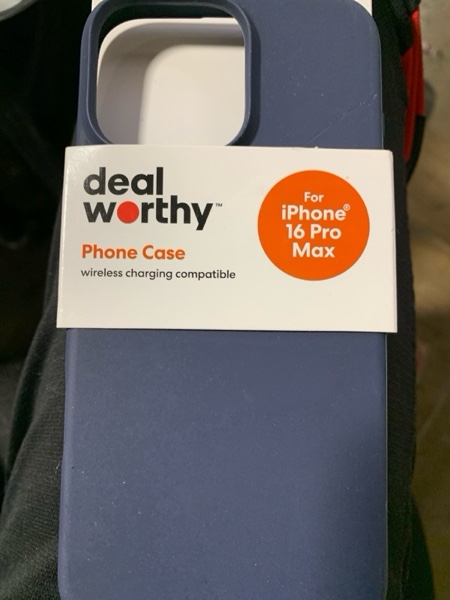 deal
worthy™
Phone Case
wireless charging compatible
For
iPhone®
16 Pro
Max